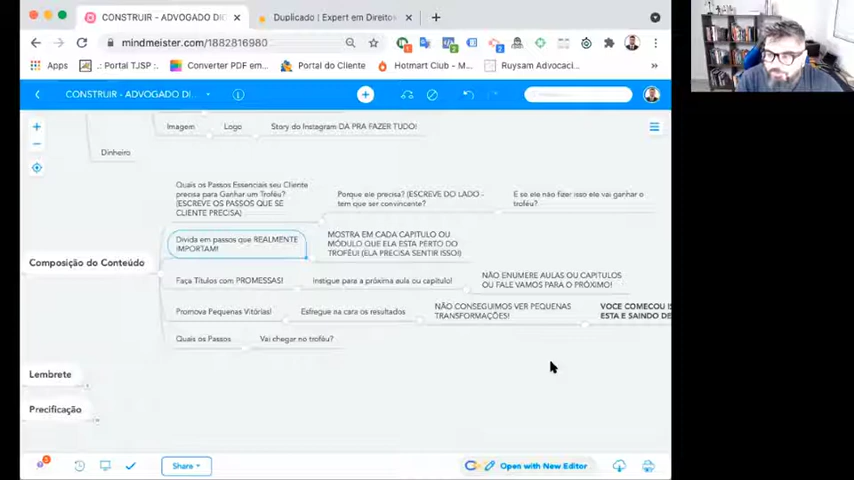 CONSTRUIR - ADVOGADO DIG
Duplicado | Expert em Direitos
mindmeister.com/1882816980
Apps
.: Portal TJSP .:
Converter PDF em...
Portal do Cliente
Hotmart Club - M...
Ruysam Advocaci...
CONSTRUIR - ADVOGADO DI...
Imagem
Logo
Story do Instagram DÁ PRA FAZER TUDO!
Dinheiro
Quais os Passos Essenciais seu Cliente
precisa para Ganhar um Troféu?
(ESCREVE OS PASSOS QUE SE
CLIENTE PRECISA)
Porque ele precisa? (ESCREVE DO LADO -
tem que ser convincente?
E se ele não fizer isso ele vai ganhar o
troféu?
Divida em passos que REALMENTE
IMPORTAM!
MOSTRA EM CADA CAPITULO OU
MÓDULO QUE ELA ESTA PERTO DO
TROFÉU! (ELA PRECISA SENTIR ISSO!)
Composição do Conteúdo
Faça Títulos com PROMESSAS!
instigue para a próxima aula ou capitulo!
NÃO ENUMERE AULAS OU CAPITULOS
OU FALE VAMOS PARA O PRÓXIMO!
Promova Pequenas Vitórias!
Esfregue na cara os resultados
NÃO CONSEGUIMOS VER PEQUENAS
TRANSFORMAÇÕES!
VOCE COMECOU IS
ESTA E SAINDO DE
Quais os Passos
Vai chegar no troféu?
Lembrete
Precificação
Share
Open with New Editor